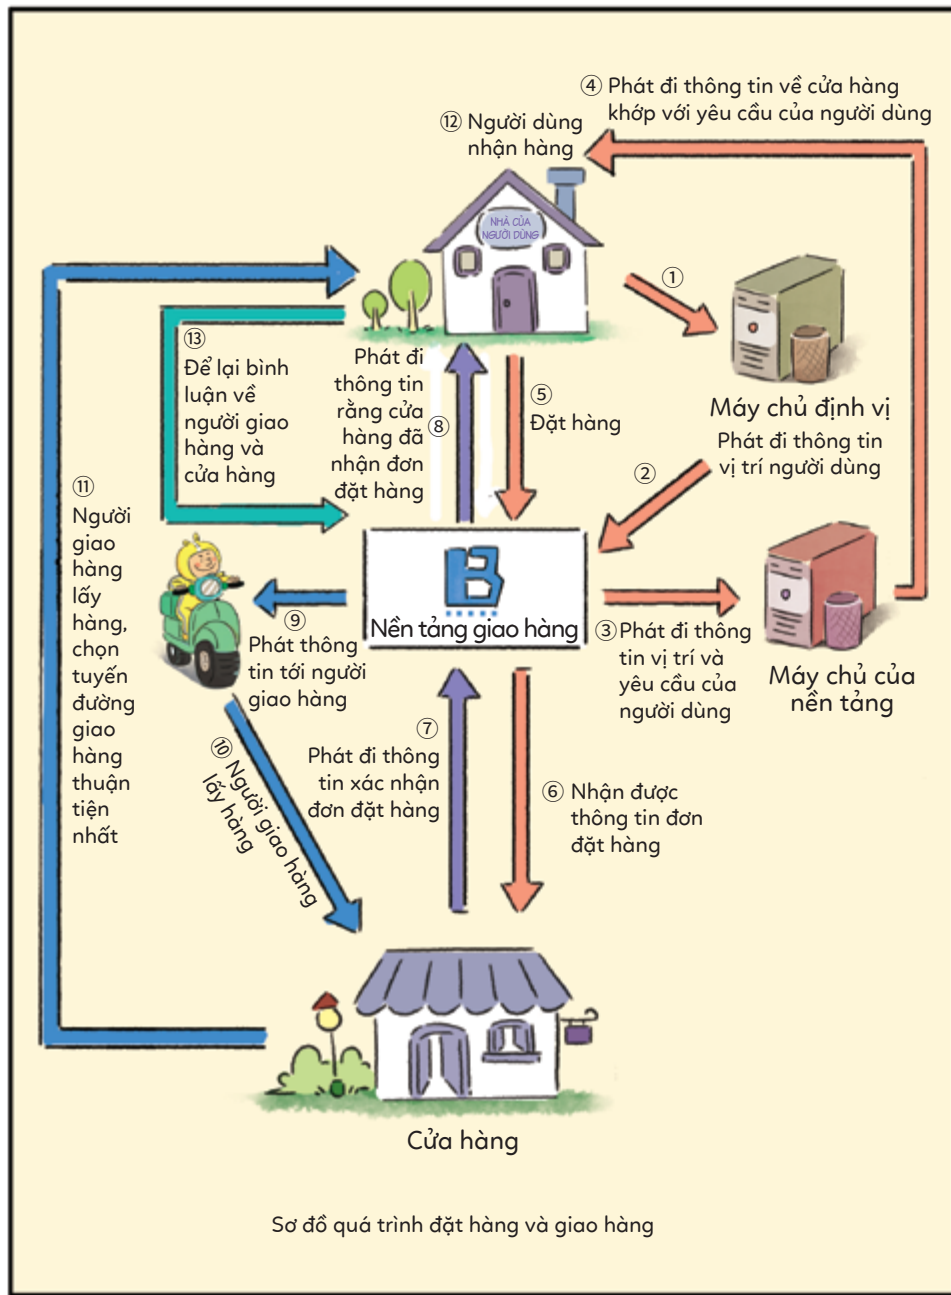 ④ Phát đi thông tin về cửa hàng
khớp với yêu cầu của người dùng
⑫ Người dùng
nhận hàng
NHÀ CỦA
NGƯỜI DÙNG
①
Máy chủ định vị
②
Phát đi thông tin
vị trí người dùng
⑬
Để lại bình
luận về
người giao
hàng và
cửa hàng
Phát đi
thông tin
rằng cửa
hàng đã
nhận đơn
đặt hàng
⑧
⑤
Đặt hàng
⑪
Người
giao
hàng
lấy
hàng,
chọn
tuyến
đường
giao
hàng
thuận
tiện
nhất
B
Nền tảng giao hàng
⑨
Phát thông
tin tới người
giao hàng
③ Phát đi thông
tin vị trí và
yêu cầu của
người dùng
Máy chủ của
nền tảng
⑩ Người giao hàng
lấy hàng
⑦
Phát đi thông
tin xác nhận
đơn đặt hàng
⑥ Nhận được
thông tin đơn
đặt hàng
Cửa hàng
Sơ đồ quá trình đặt hàng và giao hàng